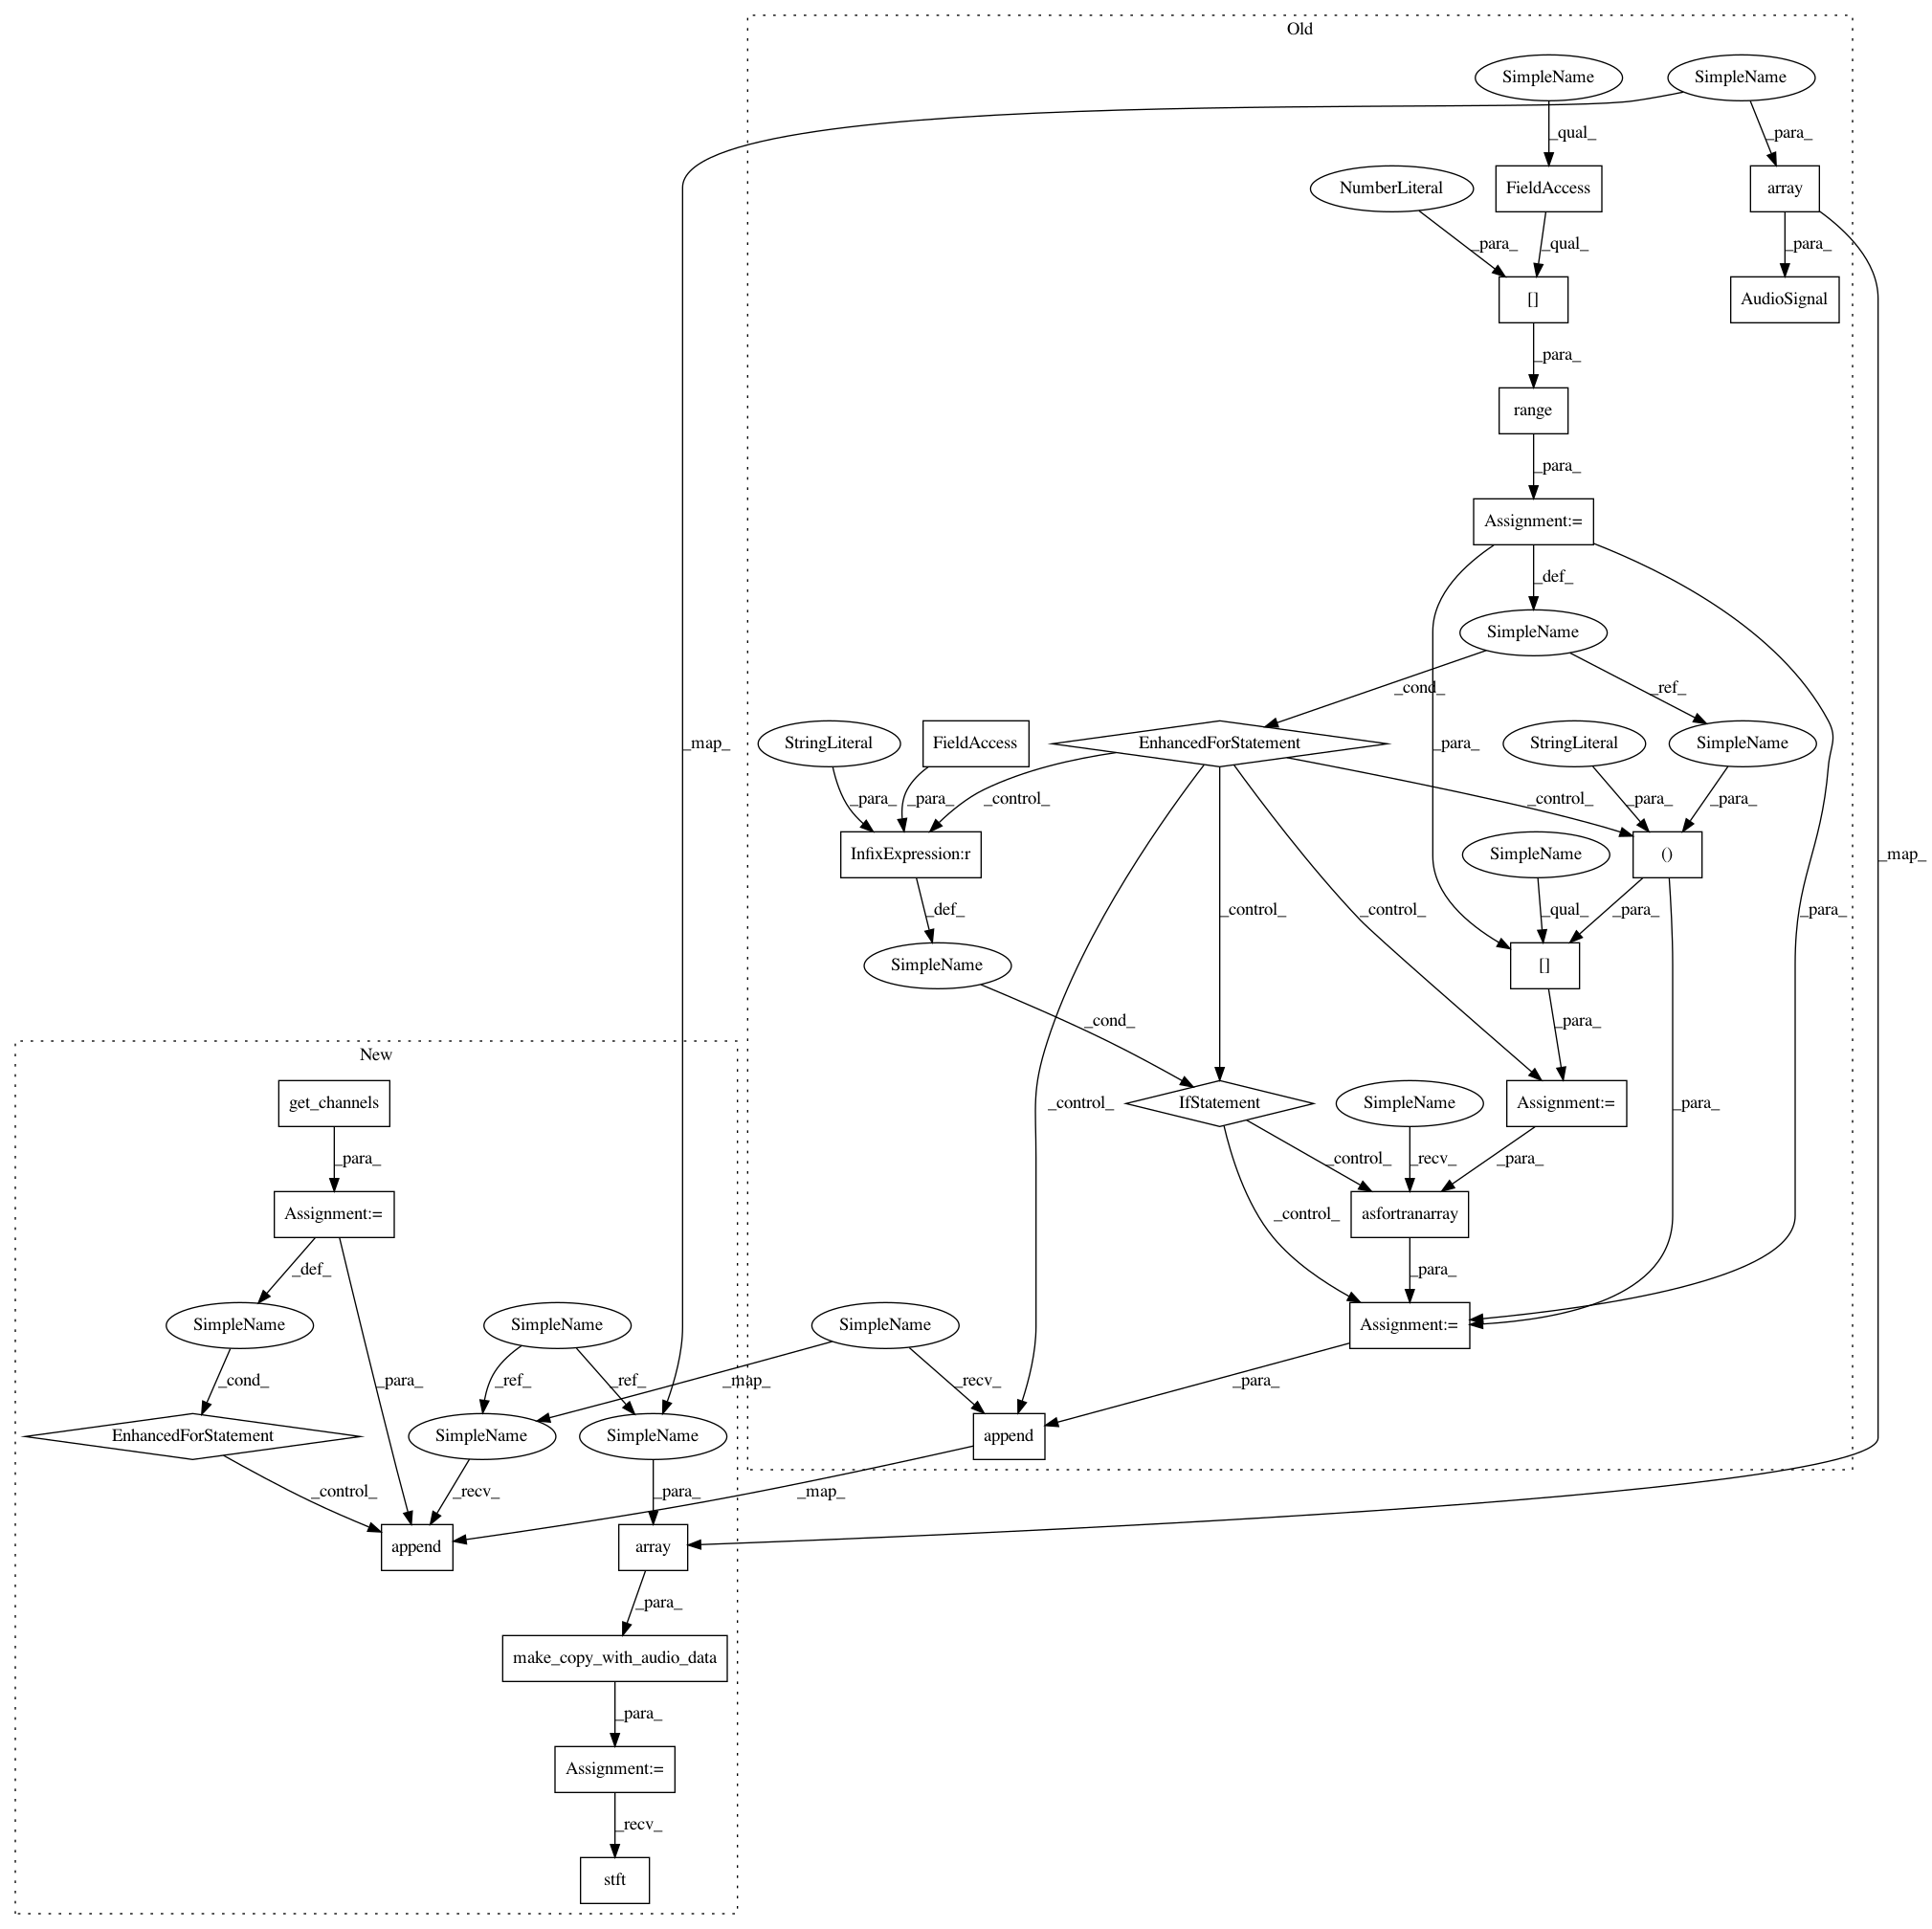 Old
SimpleName
SimpleName
_qual_
_para_
NumberLiteral
FieldAccess
array
_para_
_qual_
_para_
[]
AudioSignal
_para_
range
_para_
Assignment:=
_def_
SimpleName
_cond_
_ref_
_map_
StringLiteral
FieldAccess
EnhancedForStatement
_para_
StringLiteral
SimpleName
_para_
_para_
_control_
_control_
_para_
_para_
InfixExpression:r
SimpleName
()
_map_
_def_
_control_
_control_
_qual_
_para_
_para_
SimpleName
[]
_cond_
_para_
New
get_channels
_control_
IfStatement
SimpleName
Assignment:=
_para_
_para_
_control_
_recv_
_para_
Assignment:=
_control_
asfortranarray
_def_
_para_
SimpleName
SimpleName
SimpleName
Assignment:=
_cond_
_para_
_ref_
_ref_
_map_
_recv_
_para_
EnhancedForStatement
SimpleName
SimpleName
append
_control_
_recv_
_para_
_map_
append
array
_para_
make_copy_with_audio_data
_para_
Assignment:=
_recv_
stft